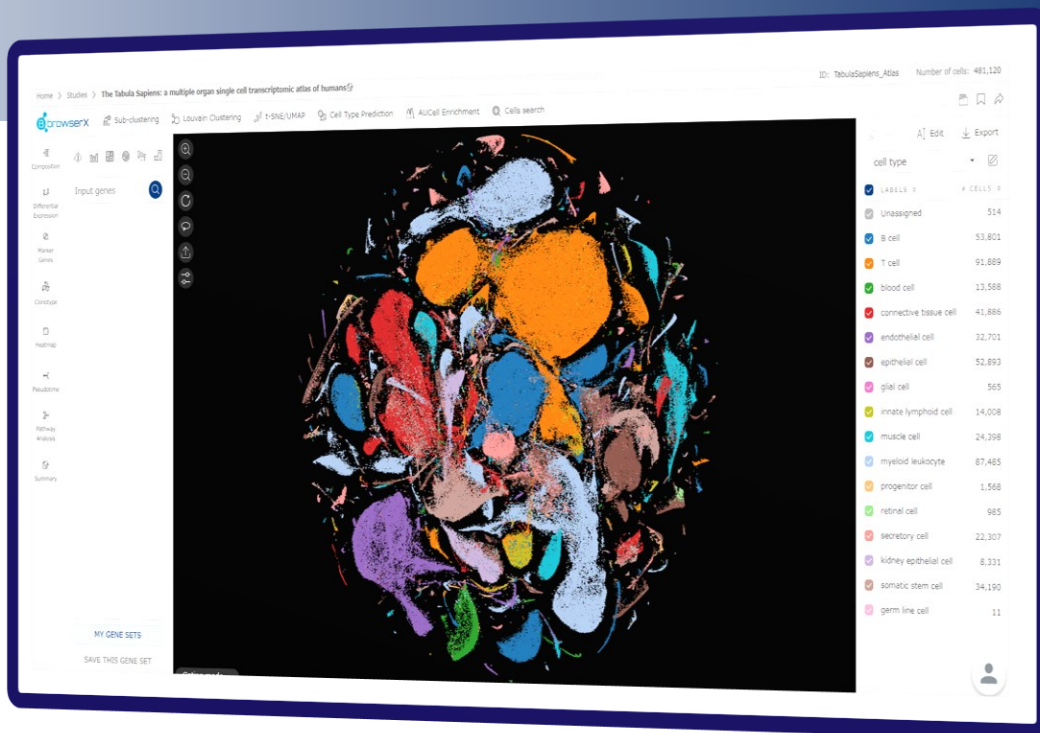 ID: TabulaSapiens_Atlas Number of cells: 481,120
Home > Studies > The Tabula Sapiens: a multiple organ single cell transcriptomic atlas of humans
browserX Sub-clustering Louvain Clustering t-SNE/UMAP Cell Type Prediction AUCell Enrichment Cells search
Edit Export
Composition
Input genes
Differential
Expression
Marker
Genes
Clonotype
Heatmap
Pseudotime
Pathway
Analysis
Summary
MY GENE SETS
SAVE THIS GENE SET
cell type
LABELS # CELLS
Unassigned 514
B cell 53,801
T cell 91,889
blood cell 13,588
connective tissue cell 41,886
endothelial cell 32,701
epithelial cell 52,893
glial cell 565
innate lymphoid cell 14,008
muscle cell 24,398
myeloid leukocyte 87,485
progenitor cell 1,568
retinal cell 985
secretory cell 22,307
kidney epithelial cell 8,331
somatic stem cell 34,190
germ line cell 11